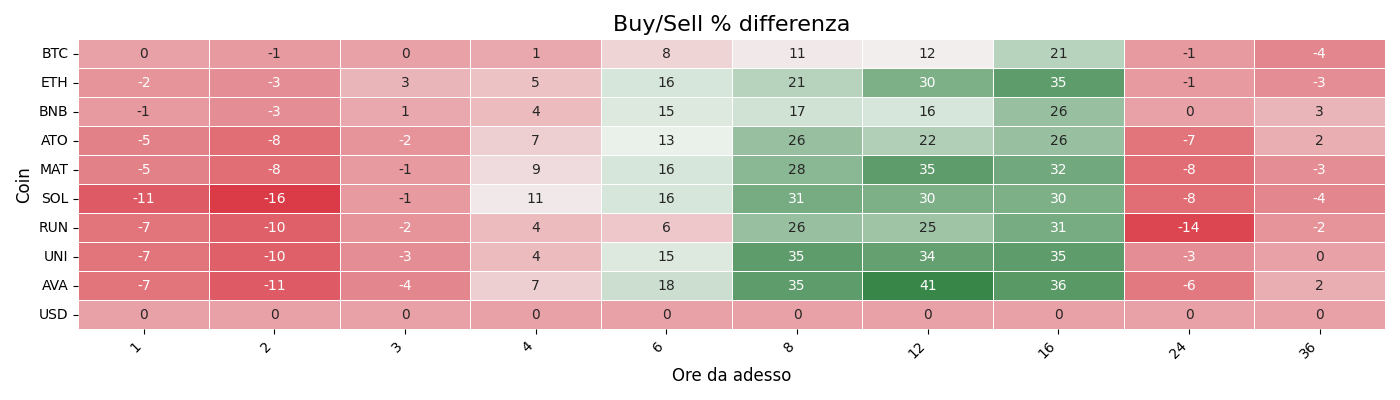 Buy/Sell % differenza
Coin
BTC 0 -1 0 1 8 11 12 21 -1 -4
ETH -2 -3 3 5 16 21 30 35 -1 -3
BNB -1 -3 1 4 15 17 16 26 0 3
ATO -5 -8 -2 7 13 26 22 26 -7 2
MAT -5 -8 -1 9 16 28 35 32 -8 -3
SOL -11 -16 -1 11 16 31 30 30 -8 -4
RUN -7 -10 -2 4 6 26 25 31 -14 -2
UNI -7 -10 -3 4 15 35 34 35 -3 0
AVA -7 -11 -4 7 18 35 41 36 -6 2
USD 0 0 0 0 0 0 0 0 0 0
1 2 3 4 6 8 12 16 24 36
Ore da adesso